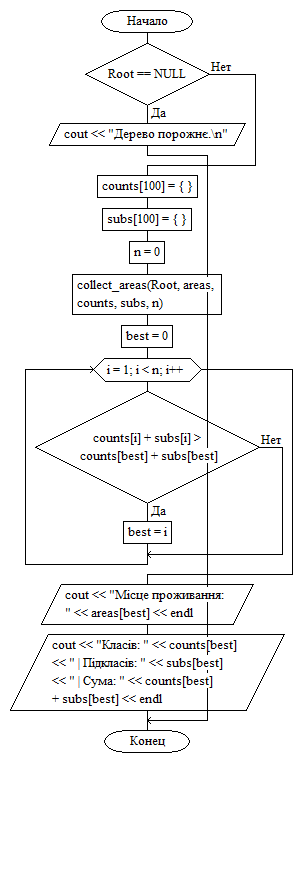 Начало
Root == NULL
Нет
Да
cout << "Дерево порожнє.\n"
counts[100] = { }
subs[100] = { }
n = 0
collect_areas(Root, areas,
counts, subs, n)
best = 0
i = 1; i < n; i++
counts[i] + subs[i] >
counts[best] + subs[best]
Нет
Да
best = i
cout << "Місце проживання:
" << areas[best] << endl
cout << "Класів: " << counts[best]
<< " | Підкласів: " << subs[best]
<< " | Сума: " << counts[best]
+ subs[best] << endl
Конец